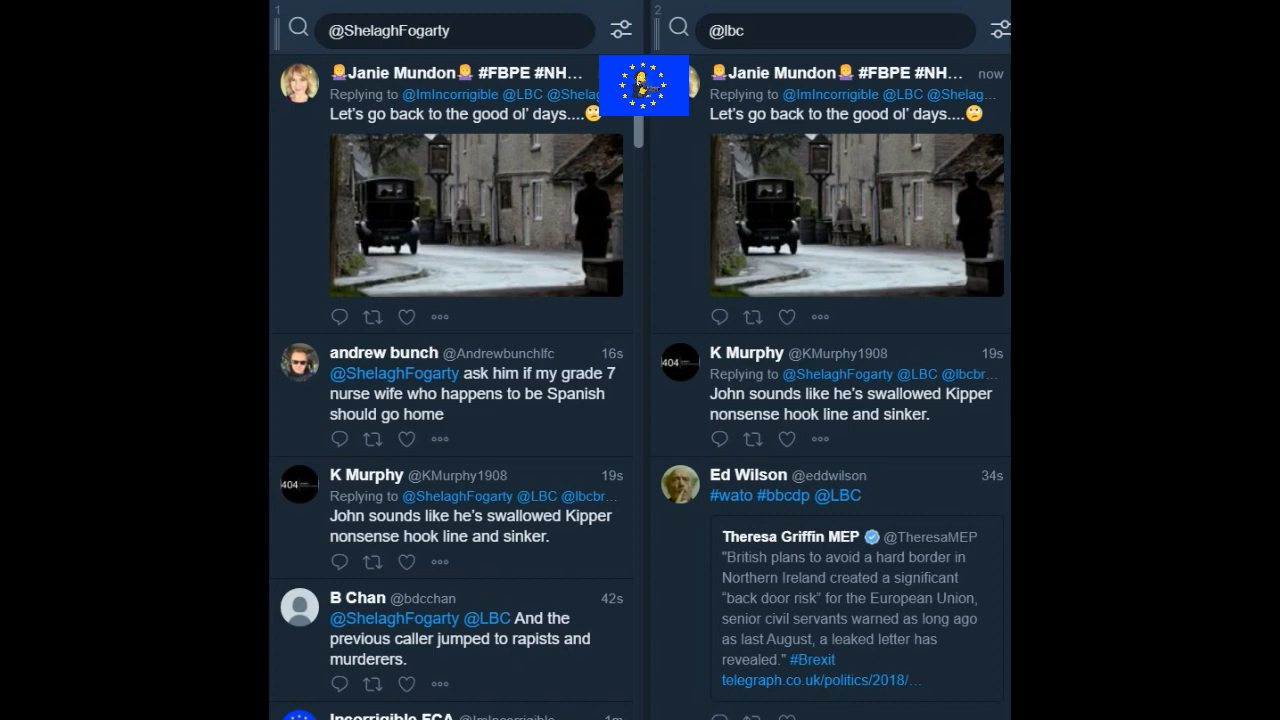 1
@ShelaghFogarty
Janie Mundon #FBPE #NH...
Replying to @ImIncorrigible @LBC @Shelag
Let's go back to the good ol' days....
andrew bunch @Andrewbunchlfc 16s
@ShelaghFogarty ask him if my grade 7
nurse wife who happens to be Spanish
should go home
404
K Murphy @KMurphy1908 19s
Replying to @ShelaghFogarty @LBC @lbcbr...
John sounds like he's swallowed Kipper
nonsense hook line and sinker.
B Chan @bdcchan 42s
@ShelaghFogarty @LBC And the
previous caller jumped to rapists and
murderers.
Incorrigible ECA @ImIncorrigible 1m
2
@lbc
Janie Mundon #FBPE #NH... now
Replying to @ImIncorrigible @LBC @Shelag...
Let's go back to the good ol' days....
404
K Murphy @KMurphy1908 19s
Replying to @ShelaghFogarty @LBC @lbcbr...
John sounds like he's swallowed Kipper
nonsense hook line and sinker.
Ed Wilson @eddwilson 34s
#wato #bbcdp @LBC
Theresa Griffin MEP @TheresaMEP
"British plans to avoid a hard border in
Northern Ireland created a significant
“back door risk” for the European Union,
senior civil servants warned as long ago
as last August, a leaked letter has
revealed." #Brexit
telegraph.co.uk/politics/2018/...